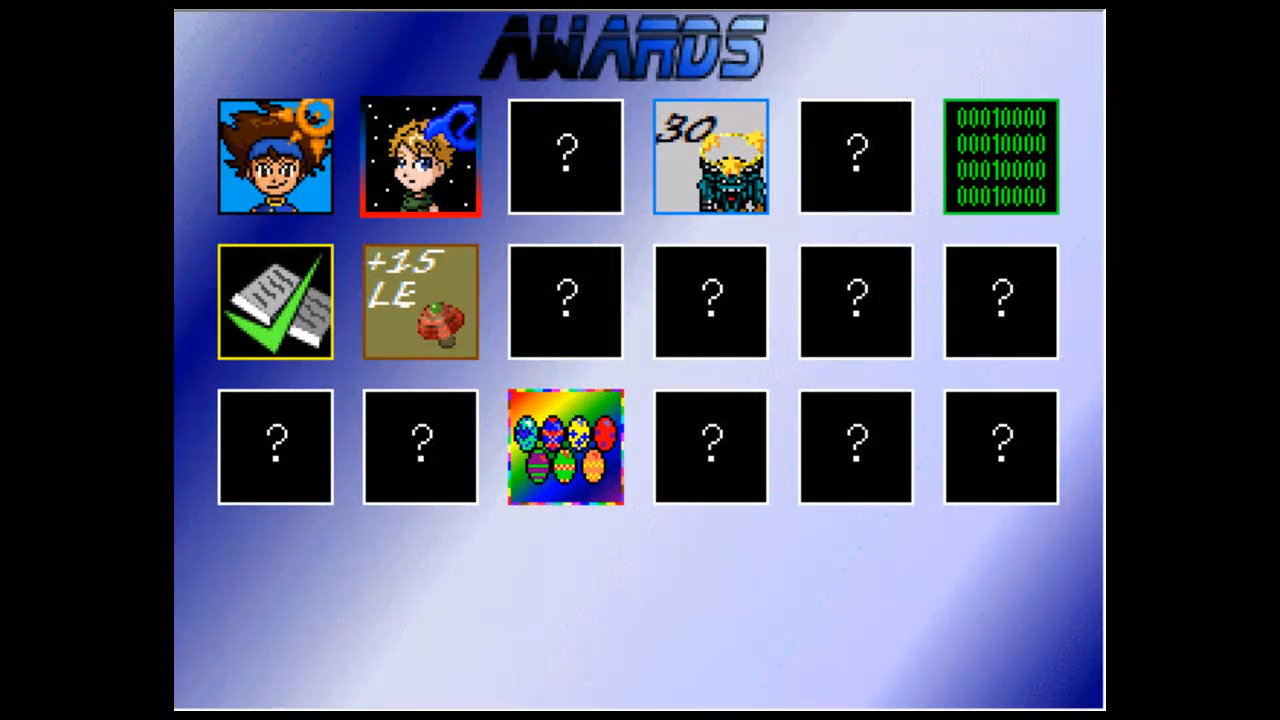 AWARDS
? 30 ? 00010000
00010000
00010000
00010000
+15
LE
? ? ? ?
? ? ? ? ?